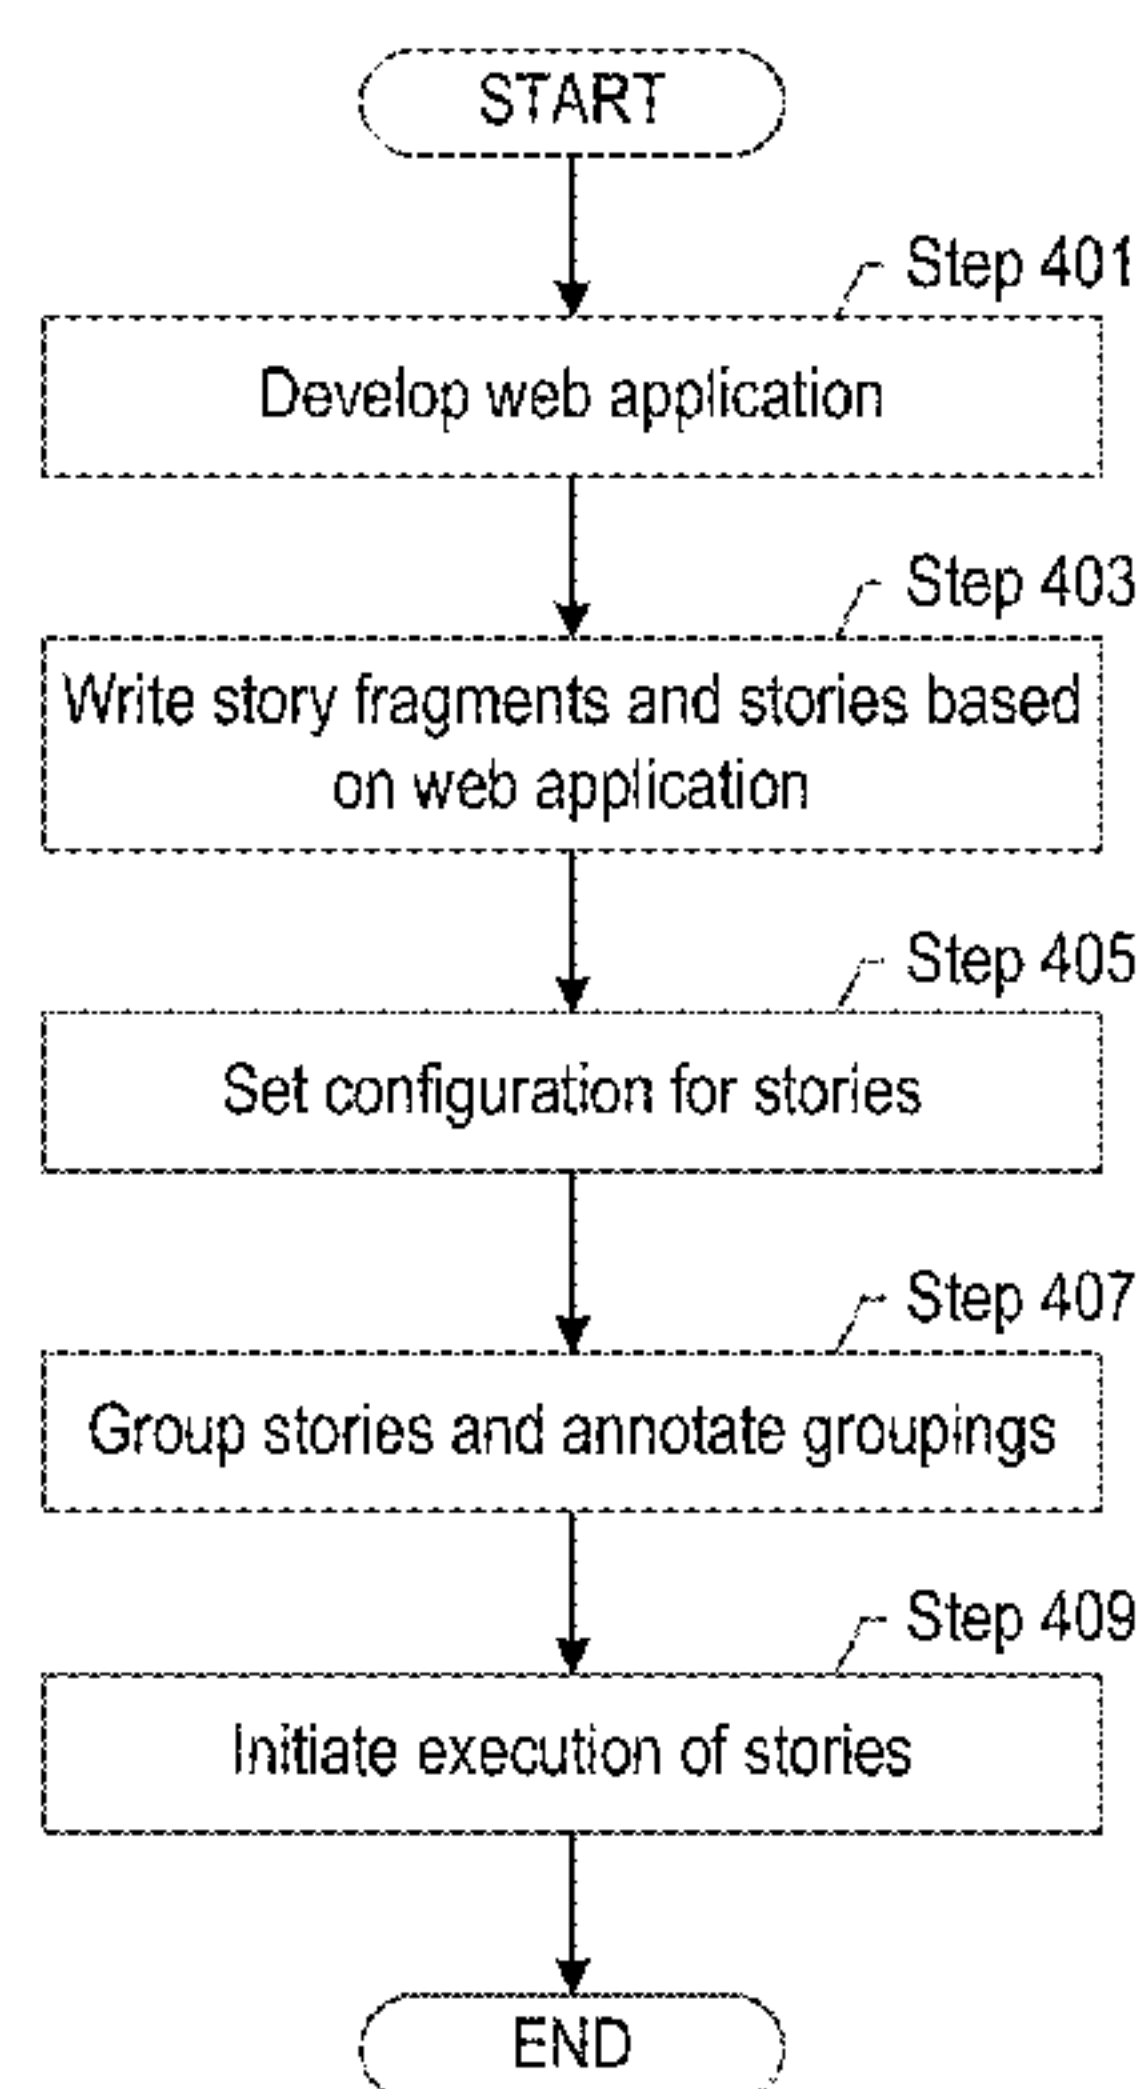 START
Step 401
Develop web application
Step 403
Write story fragments and stories based
on web application
Step 405
Set configuration for stories
Step 407
Group stories and annotate groupings
Step 409
Initiate execution of stories
END